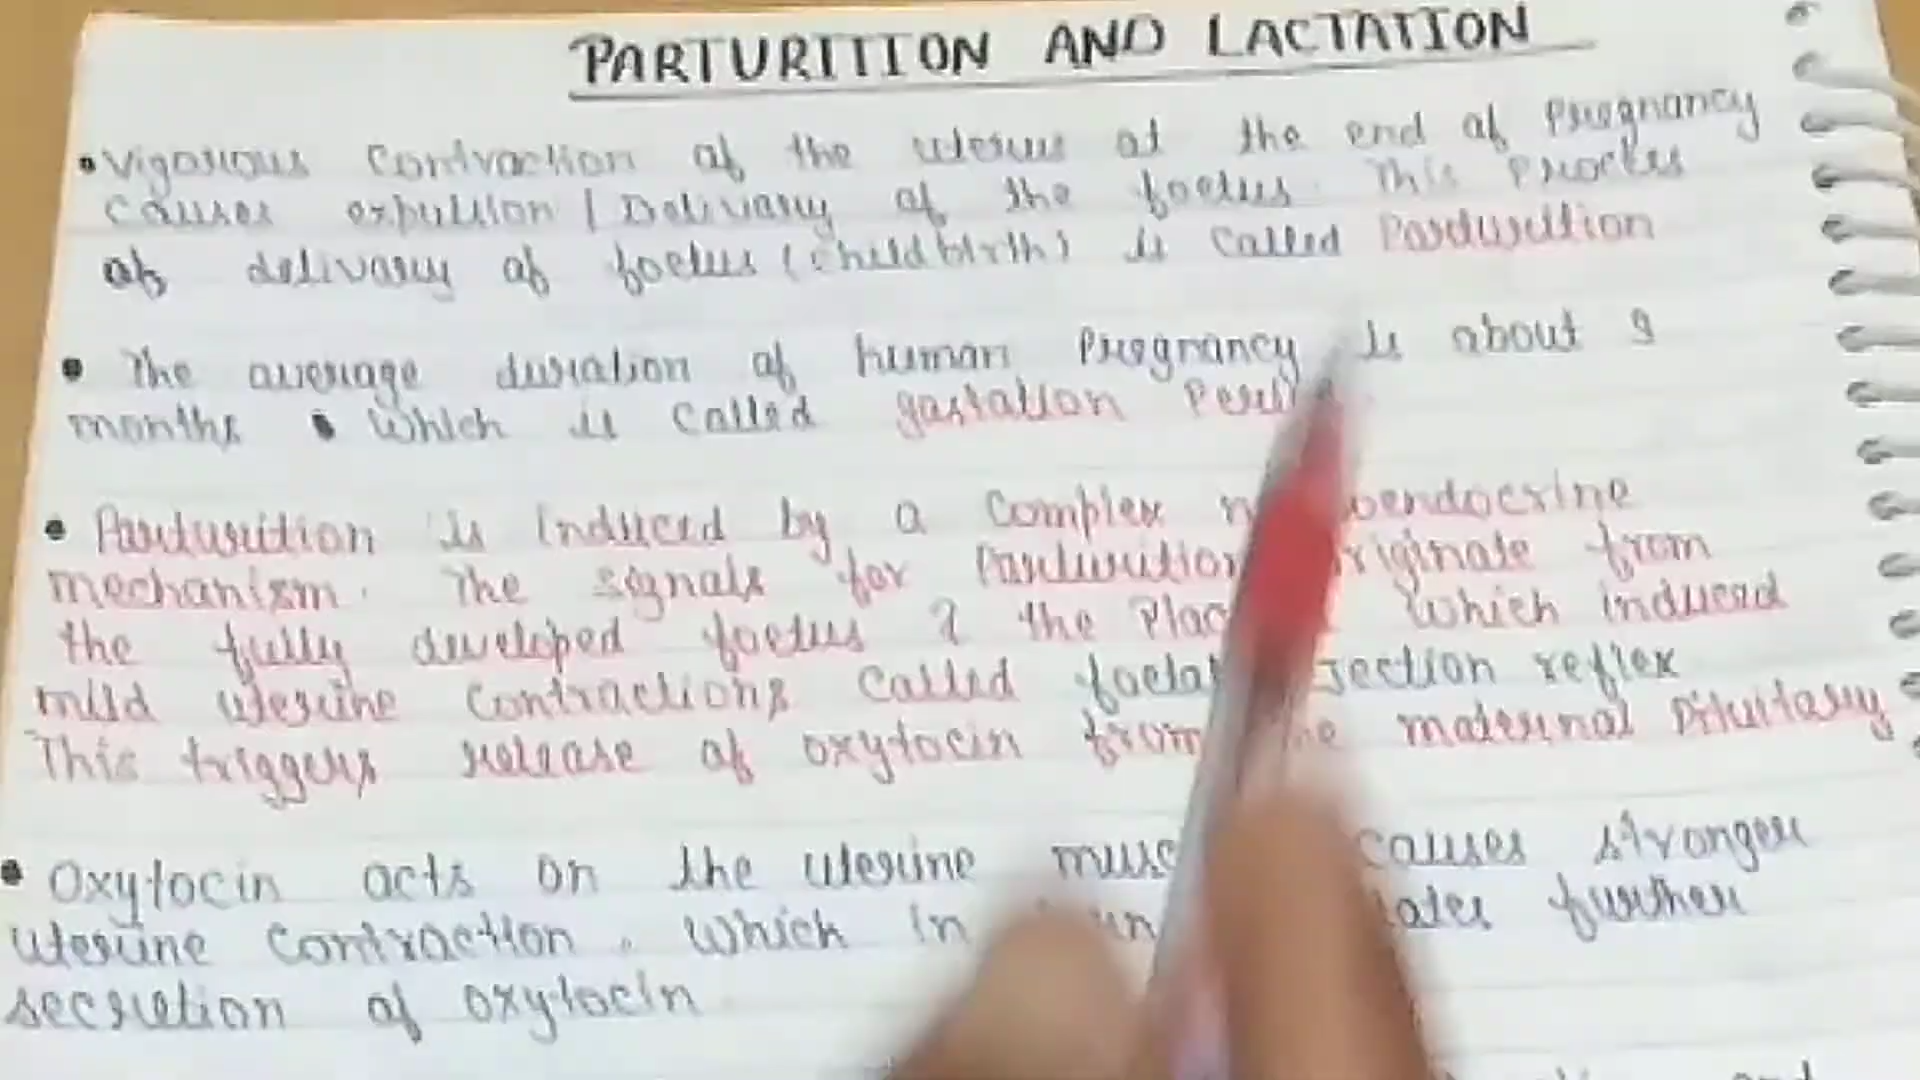 PARTURITION AND LACTATION
• Vigorous Contraction of the uterus at the end of Pregnancy
causes expulsion / Delivary of the foetus. This Process
of delivary of foetus (childbirth) is called Parturition
• The average duration of human Pregnancy is about 9
months • Which is called gastation
• Parturition is induced by a Complex
mechanism. The signals for Parturition from
the fully developed foetus & the Which induced
mild uterine Contractions called reflex
This triggers release of oxytocin from maternal Pituitary
• Oxytocin acts on the uterine causes stronger
uterine Contraction. Which in further
secretion of oxytocin